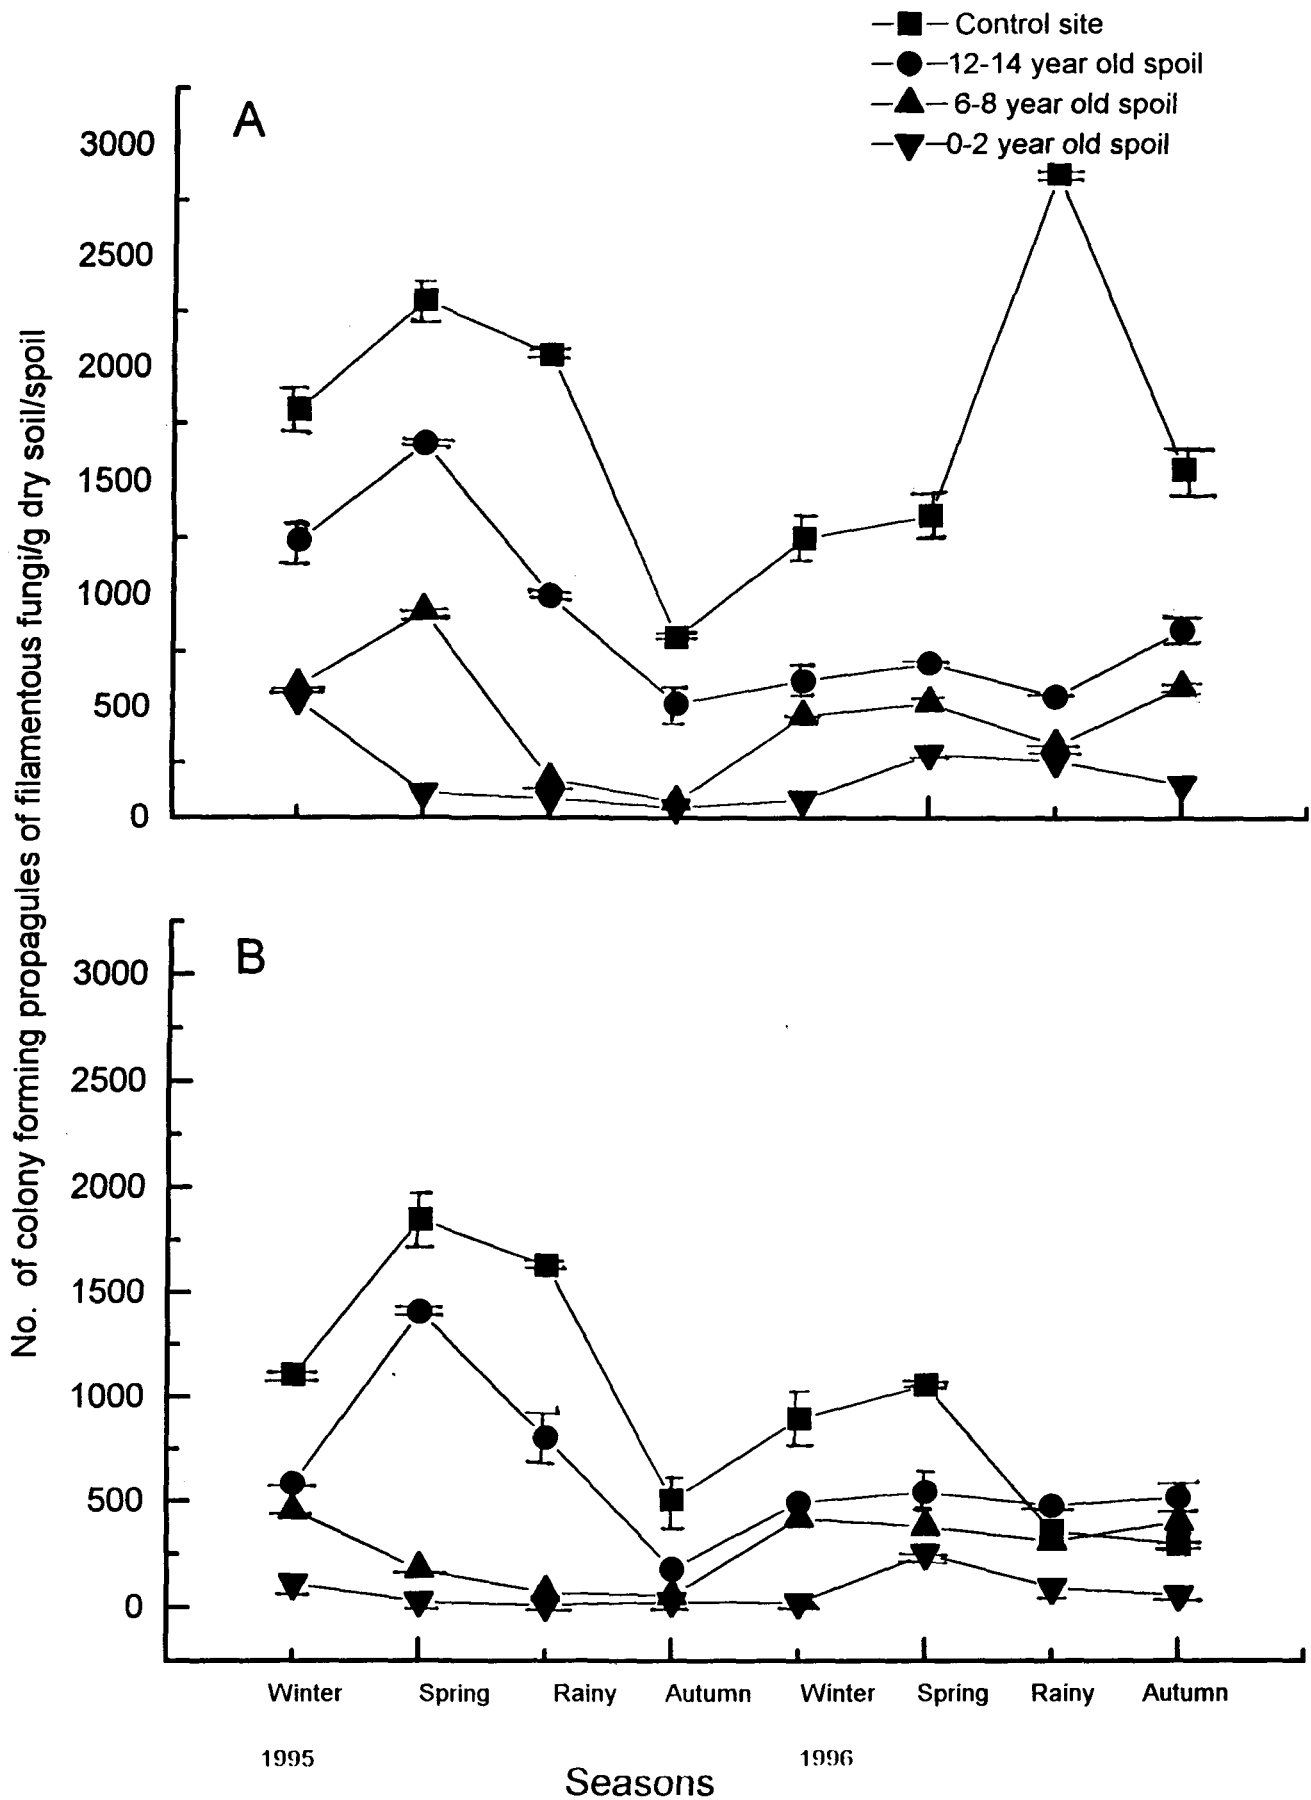 Control site
12-14 year old spoil
6-8 year old spoil
0-2 year old spoil
No. of colony forming propagules of filamentous fungi/g dry soil/spoil
A
3000
2500
2000
1500
1000
500
0
B
3000
2500
2000
1500
1000
500
0
Winter Spring Rainy Autumn Winter Spring Rainy Autumn
1995 1996
Seasons